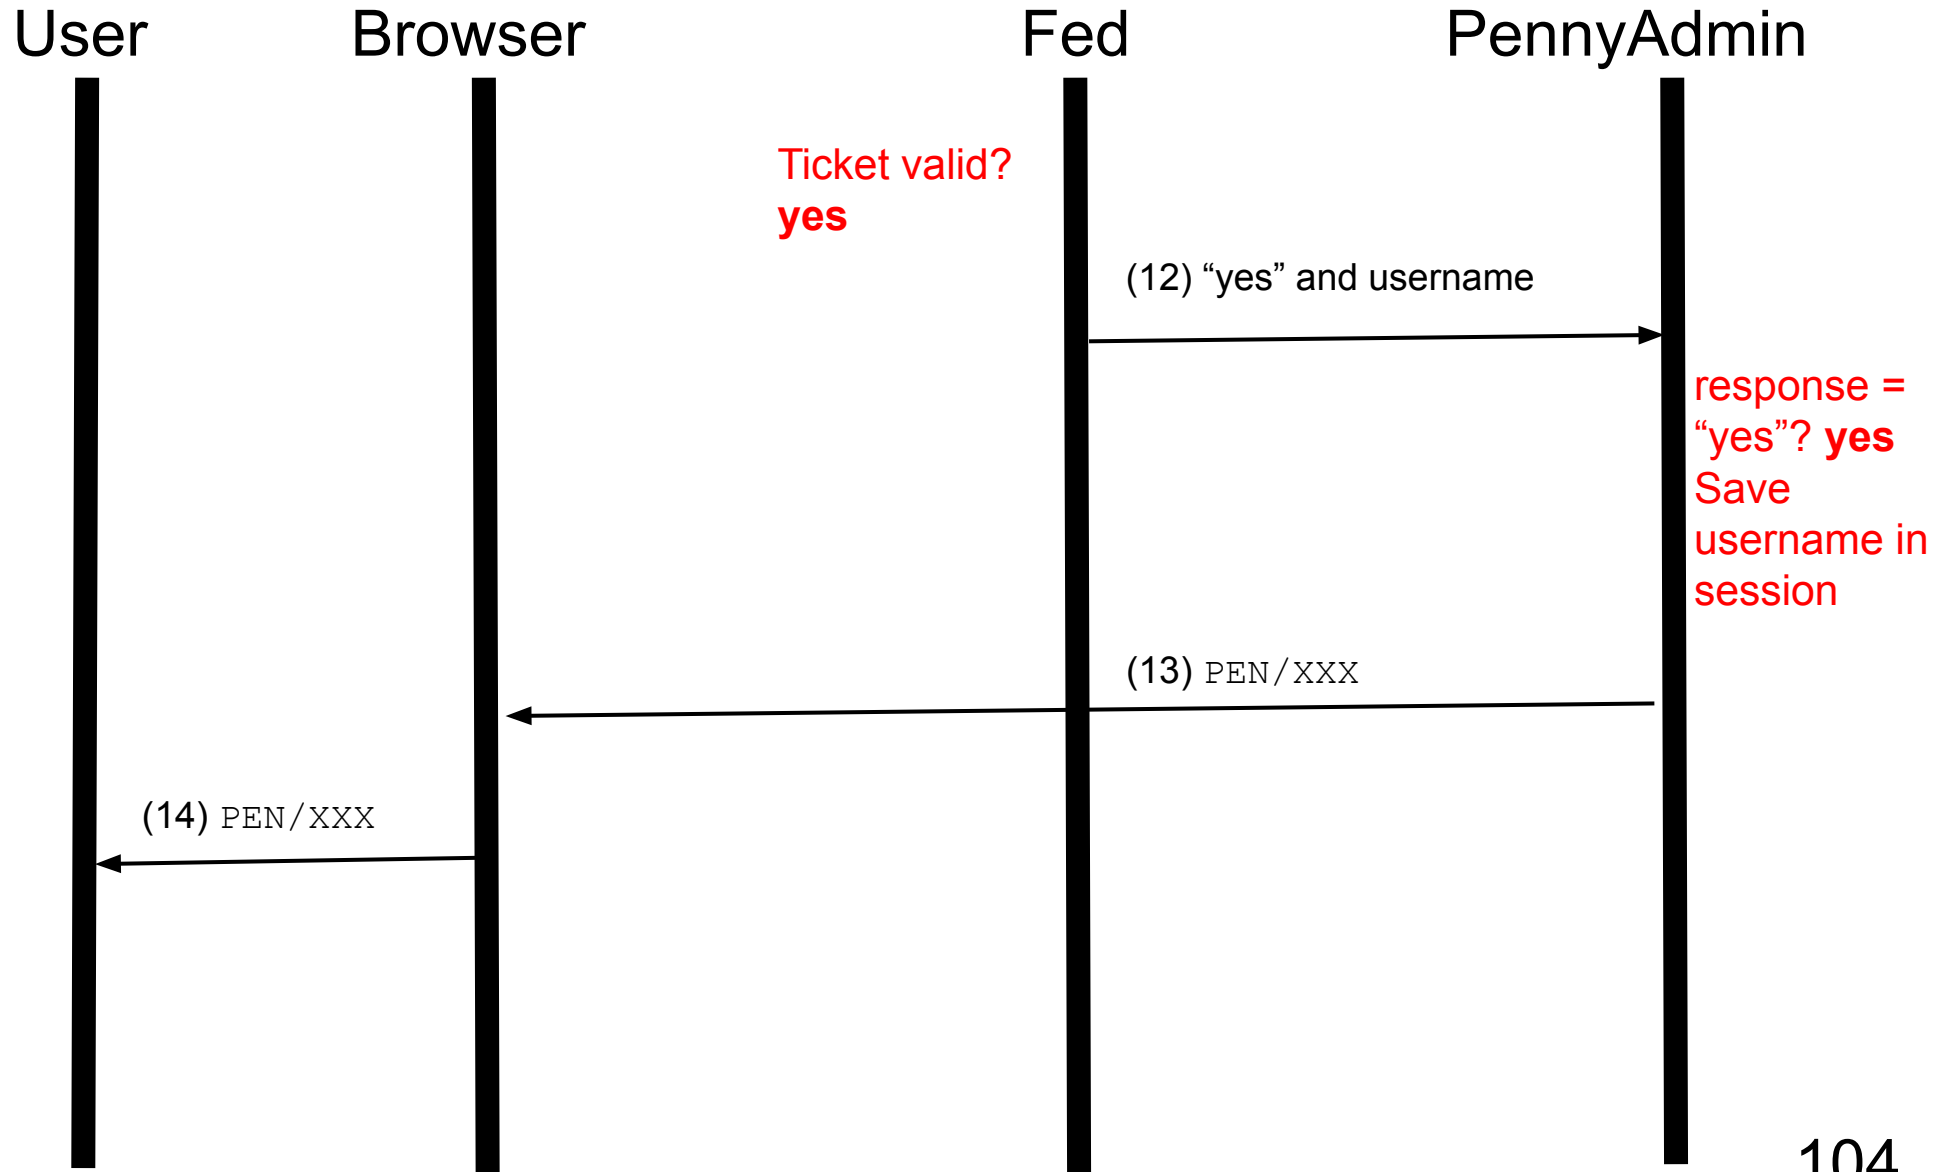 User Browser Fed PennyAdmin
Ticket valid?
yes
(12) “yes” and username
response =
“yes”? yes
Save
username in
session
(13) PEN/XXX
(14) PEN/XXX
104